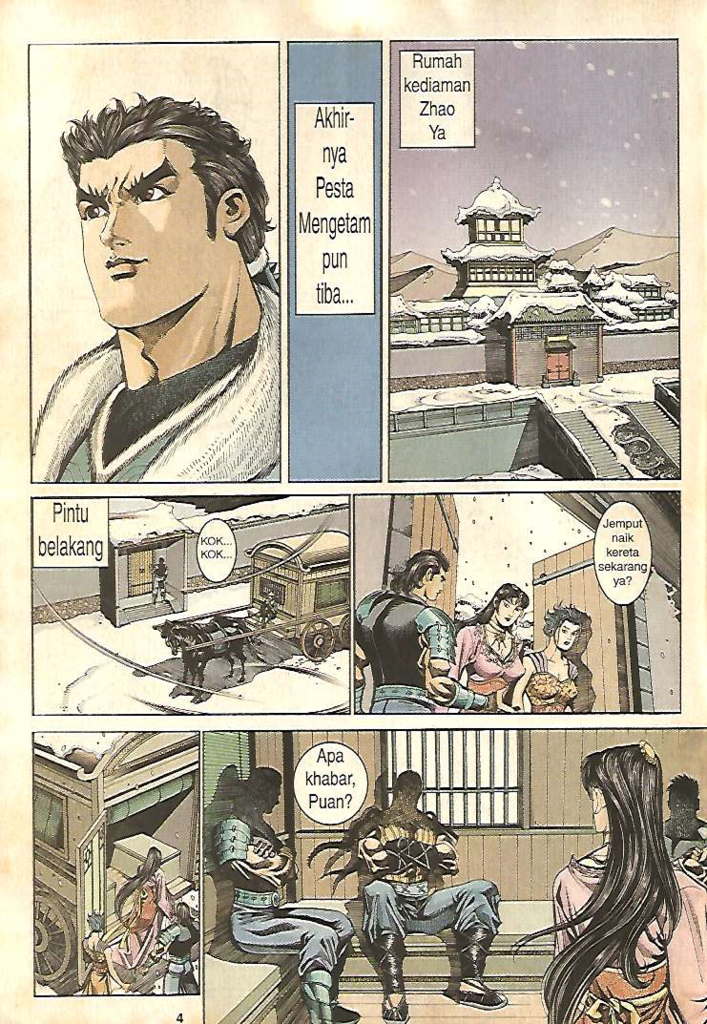 Akhir-
nya
Pesta
Mengetam
pun
tiba...
Rumah
kediaman
Zhao
Ya
Pintu
belakang
KOK...
KOK...
Jemput
naik
kereta
sekarang
ya?
Apa
khabar,
Puan?
4